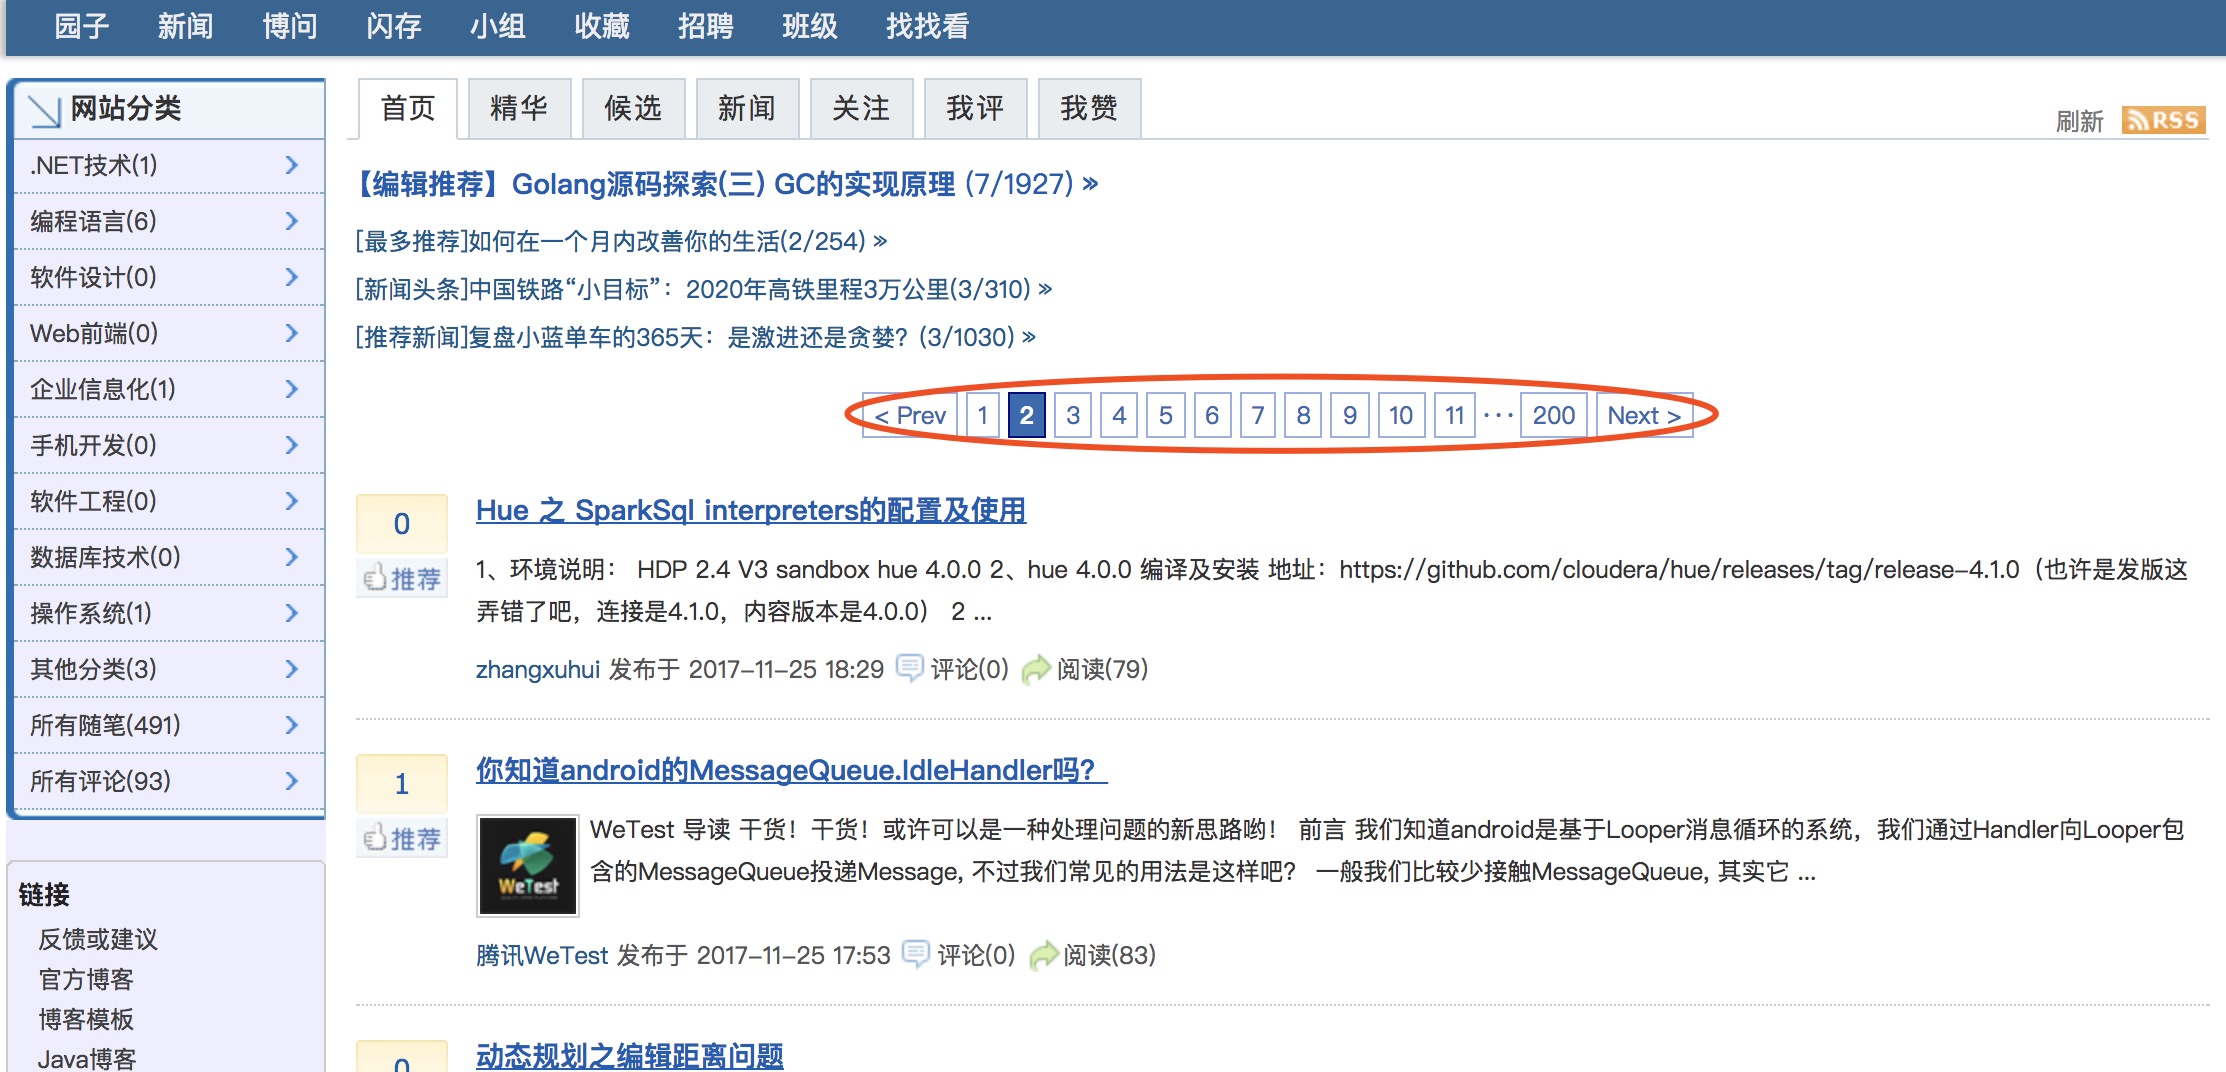 园子 新闻 博问 闪存 小组 收藏 招聘 班级 找找看
网站分类
.NET技术(1)
编程语言(6)
软件设计(0)
Web前端(0)
企业信息化(1)
手机开发(0)
软件工程(0)
数据库技术(0)
操作系统(1)
其他分类(3)
所有随笔(491)
所有评论(93)
链接
反馈或建议
官方博客
博客模板
Java博客
首页 精华 候选 新闻 关注 我评 我赞
刷新 RSS
【编辑推荐】Golang源码探索(三) GC的实现原理 (7/1927) »
[最多推荐]如何在一个月内改善你的生活(2/254) »
[新闻头条]中国铁路“小目标”：2020年高铁里程3万公里(3/310) »
[推荐新闻]复盘小蓝单车的365天：是激进还是贪婪？(3/1030) »
< Prev 1 2 3 4 5 6 7 8 9 10 11 ··· 200 Next >
0
推荐
Hue 之 SparkSql interpreters的配置及使用
1、环境说明： HDP 2.4 V3 sandbox hue 4.0.0 2、hue 4.0.0 编译及安装 地址：https://github.com/cloudera/hue/releases/tag/release-4.1.0（也许是发版这
弄错了吧，连接是4.1.0，内容版本是4.0.0） 2 ...
zhangxuhui 发布于 2017-11-25 18:29 评论(0) 阅读(79)
1
推荐
你知道android的MessageQueue.IdleHandler吗？
WeTest
WeTest 导读 干货！干货！或许可以是一种处理问题的新思路哟！ 前言 我们知道android是基于Looper消息循环的系统，我们通过Handler向Looper包
含的MessageQueue投递Message, 不过我们常见的用法是这样吧？ 一般我们比较少接触MessageQueue, 其实它 ...
腾讯WeTest 发布于 2017-11-25 17:53 评论(0) 阅读(83)
0
动态规划之编辑距离问题